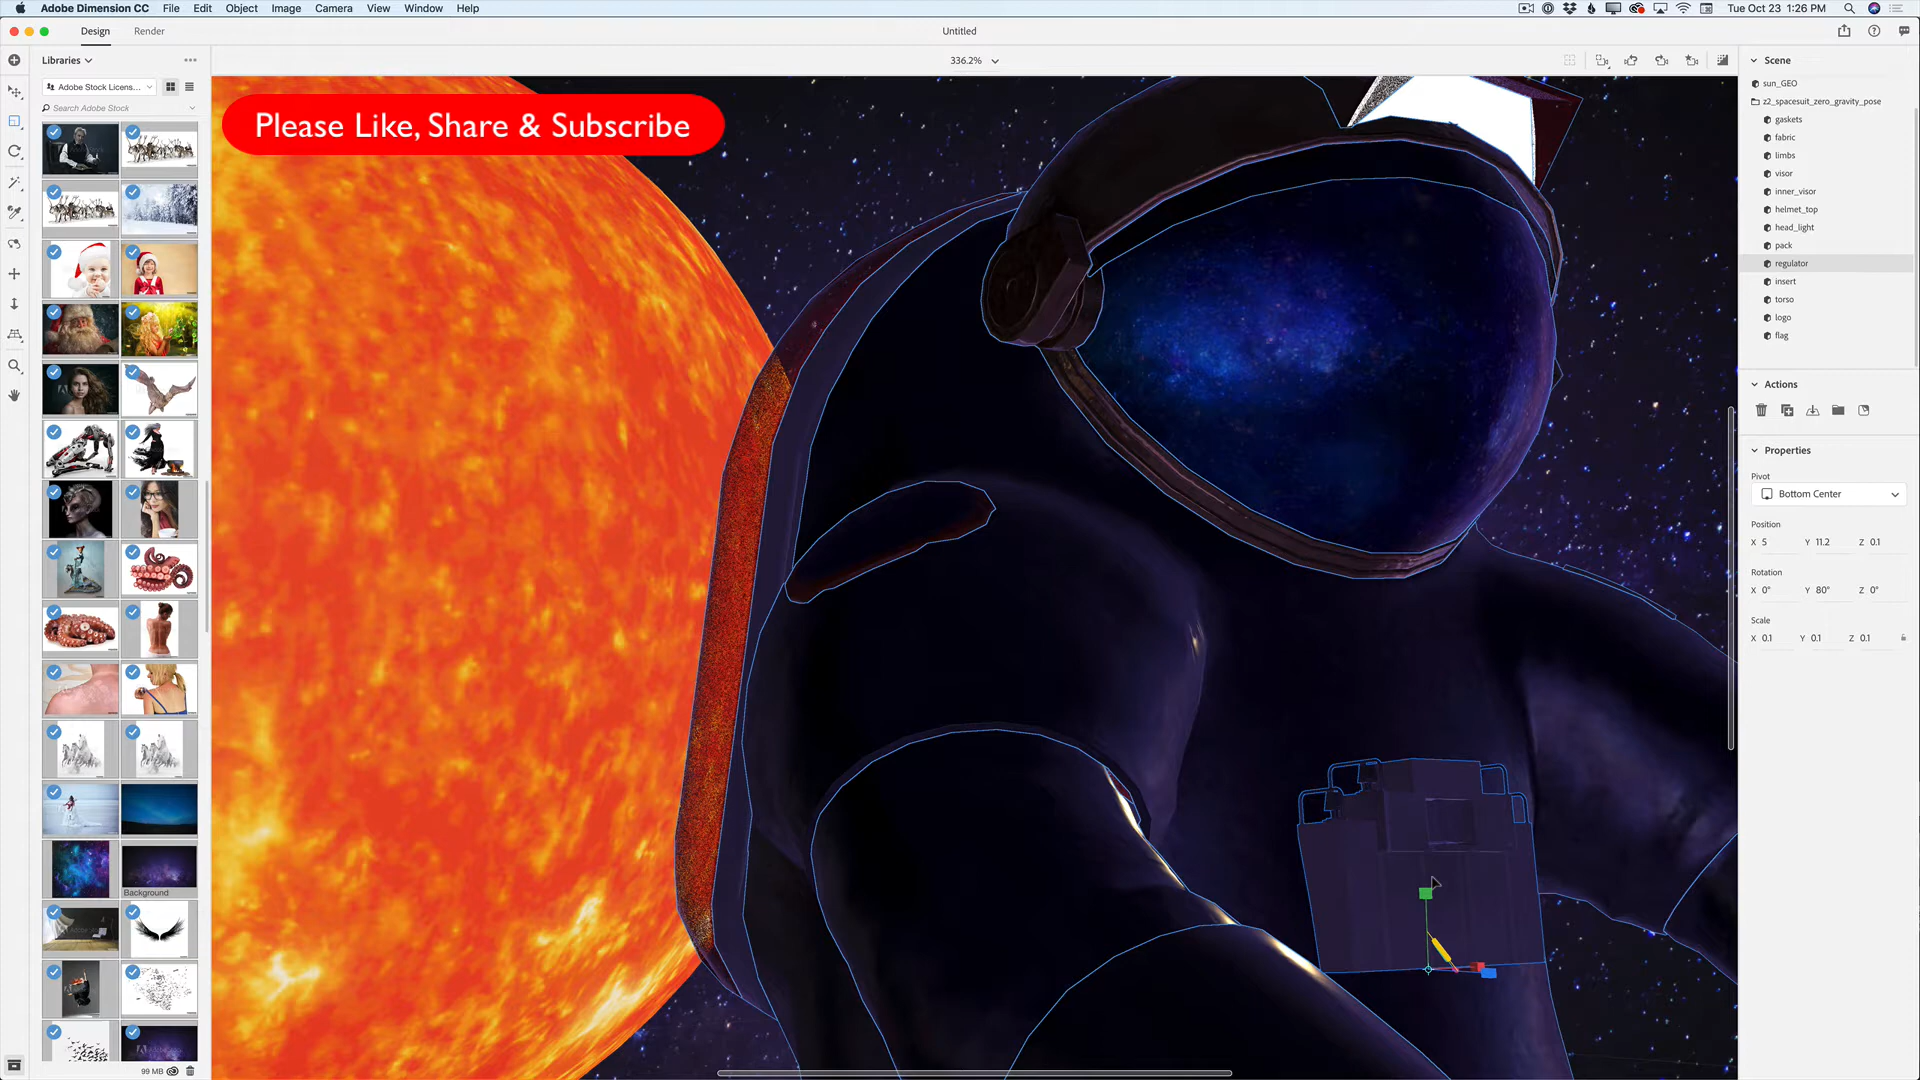 Adobe Dimension CC File Edit Object Image Camera View Window Help
Tue Oct 23 1:26 PM
Design Render
Untitled
Libraries
336.2%
Adobe Stock Licens...
Search Adobe Stock
Please Like, Share & Subscribe
Background
99 MB
Scene
sun_GEO
z2_spacesuit_zero_gravity_pose
gaskets
fabric
limbs
visor
inner_visor
helmet_top
head_light
pack
regulator
insert
torso
logo
flag
Actions
Properties
Pivot
Bottom Center
Position
X 5 Y 11.2 Z 0.1
Rotation
X 0° Y 80° Z 0°
Scale
X 0.1 Y 0.1 Z 0.1